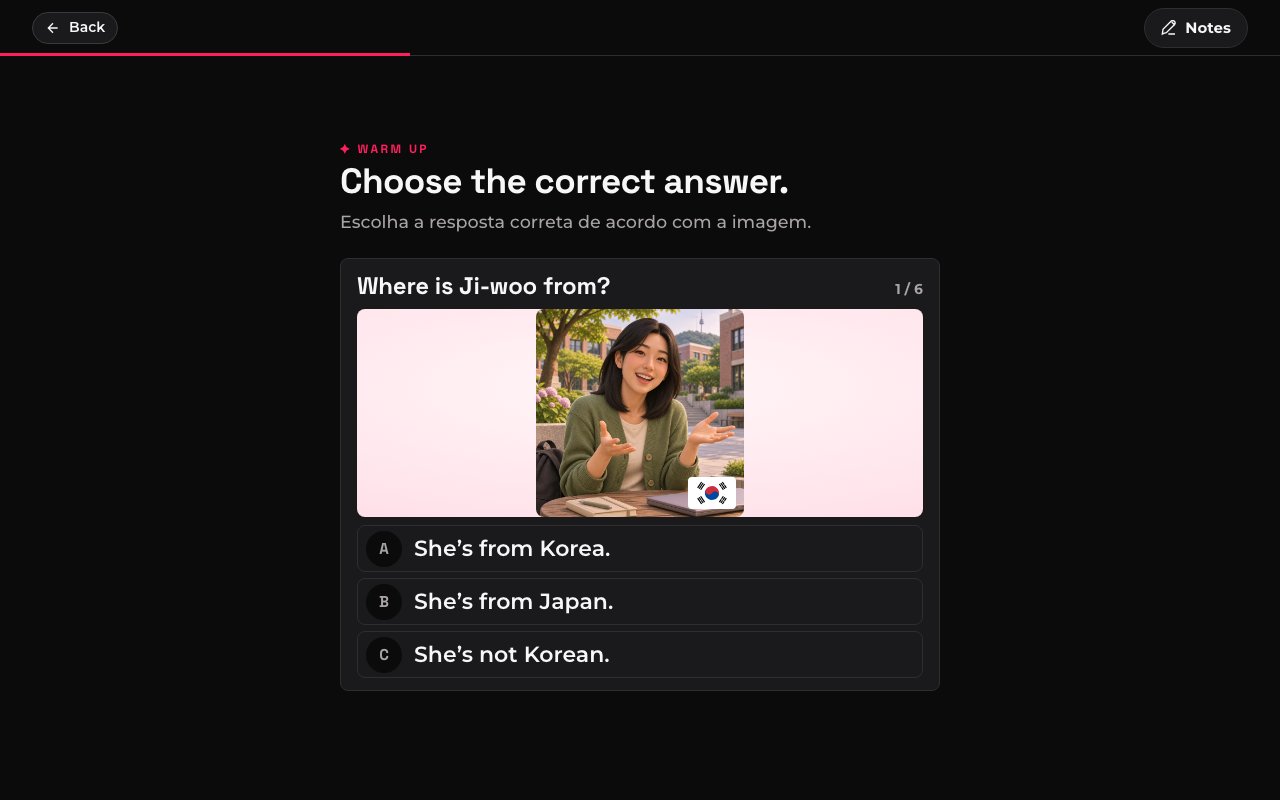 Back
Notes
WARM UP
Choose the correct answer.
Escolha a resposta correta de acordo com a imagem.
Where is Ji-woo from?
1 / 6
A She’s from Korea.
B She’s from Japan.
C She’s not Korean.